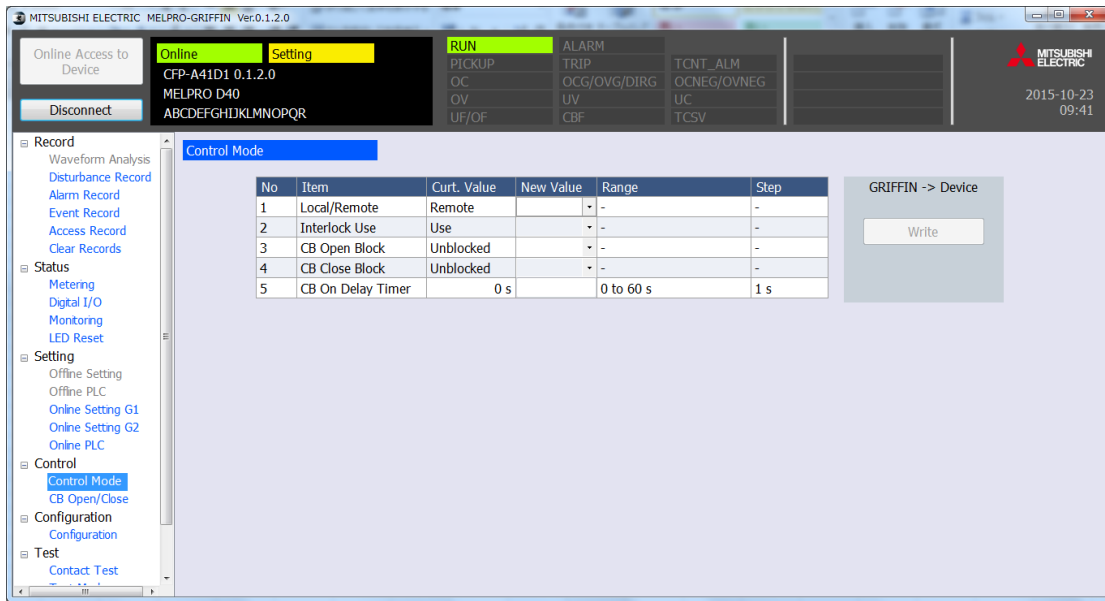 MITSUBISHI ELECTRIC MELPRO-GRIFFIN Ver.0.1.2.0
Online Access to Device
Disconnect
Online Setting
CFP-A41D1 0.1.2.0
MELPRO D40
ABCDEFGHIJKLMNOPQR
RUN ALARM
PICKUP TRIP TCNT_ALM
OC OCG/OVG/DIRG OCNEG/OVNEG
OV UV UC
UF/OF CBF TCSV
MITSUBISHI
ELECTRIC
2015-10-23
09:41
Record
Waveform Analysis
Disturbance Record
Alarm Record
Event Record
Access Record
Clear Records
Status
Metering
Digital I/O
Monitoring
LED Reset
Setting
Offline Setting
Offline PLC
Online Setting G1
Online Setting G2
Online PLC
Control
Control Mode
CB Open/Close
Configuration
Configuration
Test
Contact Test
Control Mode
No Item Curt. Value New Value Range Step
1 Local/Remote Remote - -
2 Interlock Use Use - -
3 CB Open Block Unblocked - -
4 CB Close Block Unblocked - -
5 CB On Delay Timer 0 s 0 to 60 s 1 s
GRIFFIN -> Device
Write